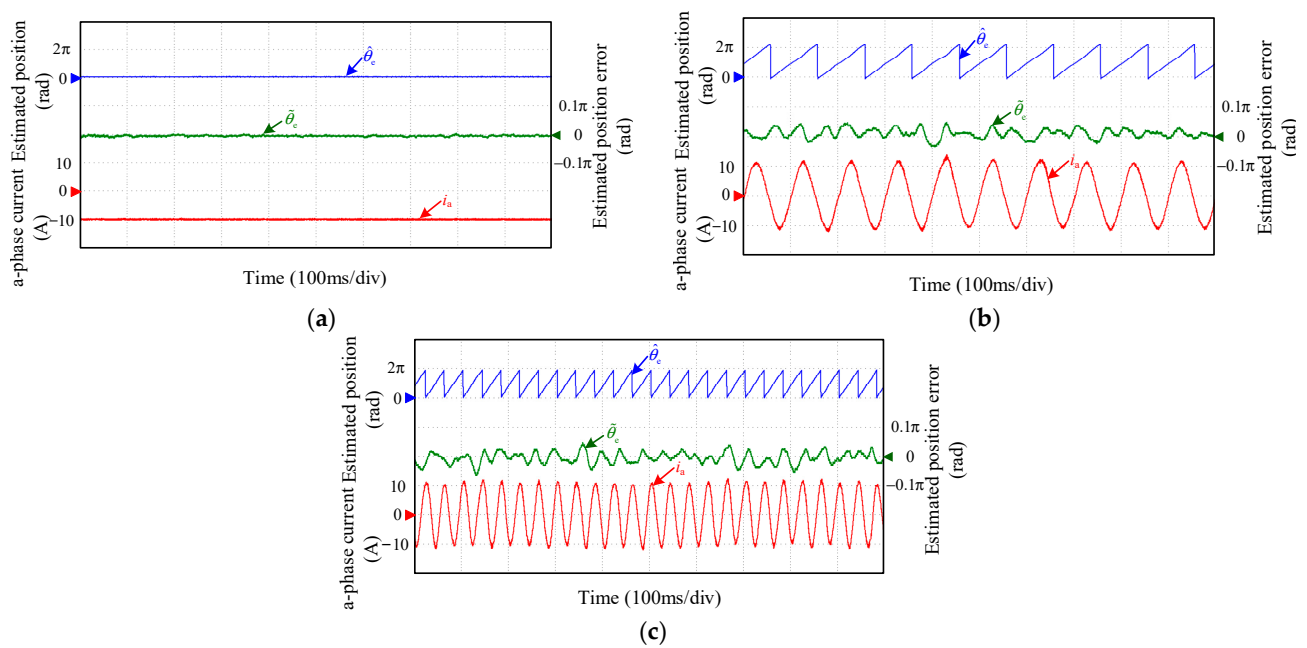 a-phase current Estimated position
(A) (rad)
2π
0
10
0
−10
θ̂e
θ̃e
ia
0.1π
0
−0.1π
Estimated position error
(rad)
Time (100ms/div)
(a)
a-phase current Estimated position
(A) (rad)
2π
0
10
0
−10
θ̂e
θ̃e
ia
0.1π
0
−0.1π
Estimated position error
(rad)
Time (100ms/div)
(b)
a-phase current Estimated position
(A) (rad)
2π
0
10
0
−10
θ̂e
θ̃e
ia
0.1π
0
−0.1π
Estimated position error
(rad)
Time (100ms/div)
(c)